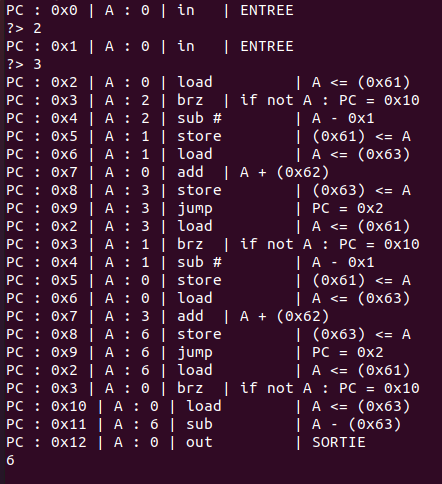 PC : 0x0 | A : 0 | in | ENTREE
?> 2
PC : 0x1 | A : 0 | in | ENTREE
?> 3
PC : 0x2 | A : 0 | load | A <= (0x61)
PC : 0x3 | A : 2 | brz | if not A : PC = 0x10
PC : 0x4 | A : 2 | sub # | A - 0x1
PC : 0x5 | A : 1 | store | (0x61) <= A
PC : 0x6 | A : 1 | load | A <= (0x63)
PC : 0x7 | A : 0 | add | A + (0x62)
PC : 0x8 | A : 3 | store | (0x63) <= A
PC : 0x9 | A : 3 | jump | PC = 0x2
PC : 0x2 | A : 3 | load | A <= (0x61)
PC : 0x3 | A : 1 | brz | if not A : PC = 0x10
PC : 0x4 | A : 1 | sub # | A - 0x1
PC : 0x5 | A : 0 | store | (0x61) <= A
PC : 0x6 | A : 0 | load | A <= (0x63)
PC : 0x7 | A : 3 | add | A + (0x62)
PC : 0x8 | A : 6 | store | (0x63) <= A
PC : 0x9 | A : 6 | jump | PC = 0x2
PC : 0x2 | A : 6 | load | A <= (0x61)
PC : 0x3 | A : 0 | brz | if not A : PC = 0x10
PC : 0x10 | A : 0 | load | A <= (0x63)
PC : 0x11 | A : 6 | sub | A - (0x63)
PC : 0x12 | A : 0 | out | SORTIE
6